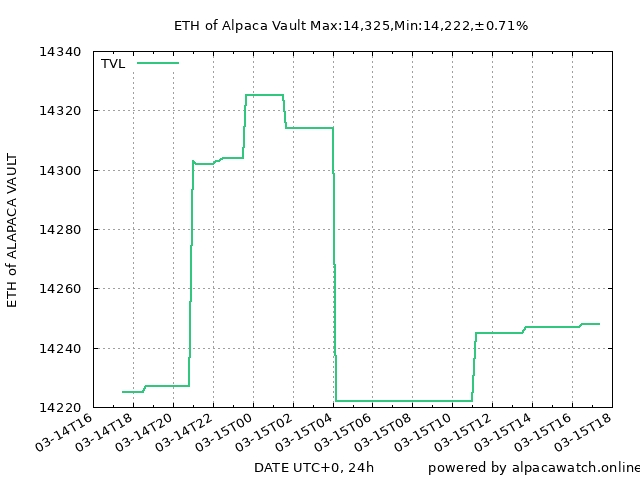 ETH of Alpaca Vault Max:14,325,Min:14,222,±0.71%
TVL
14340
14320
14300
14280
14260
14240
14220
ETH of ALAPACA VAULT
03-14T16
03-14T18
03-14T20
03-14T22
03-15T00
03-15T02
03-15T04
03-15T06
03-15T08
03-15T10
03-15T12
03-15T14
03-15T16
03-15T18
DATE UTC+0, 24h
powered by alpacawatch.online